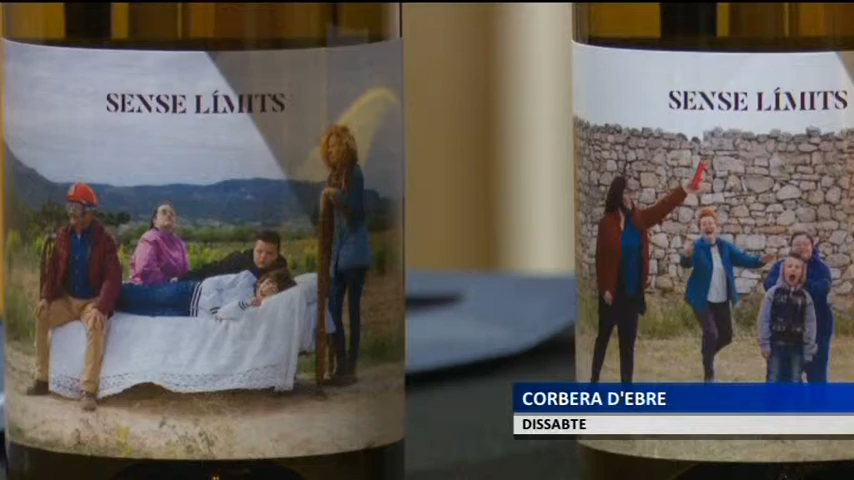 SENSE LÍMITS
SENSE LÍMITS
CORBERA D'EBRE
DISSABTE